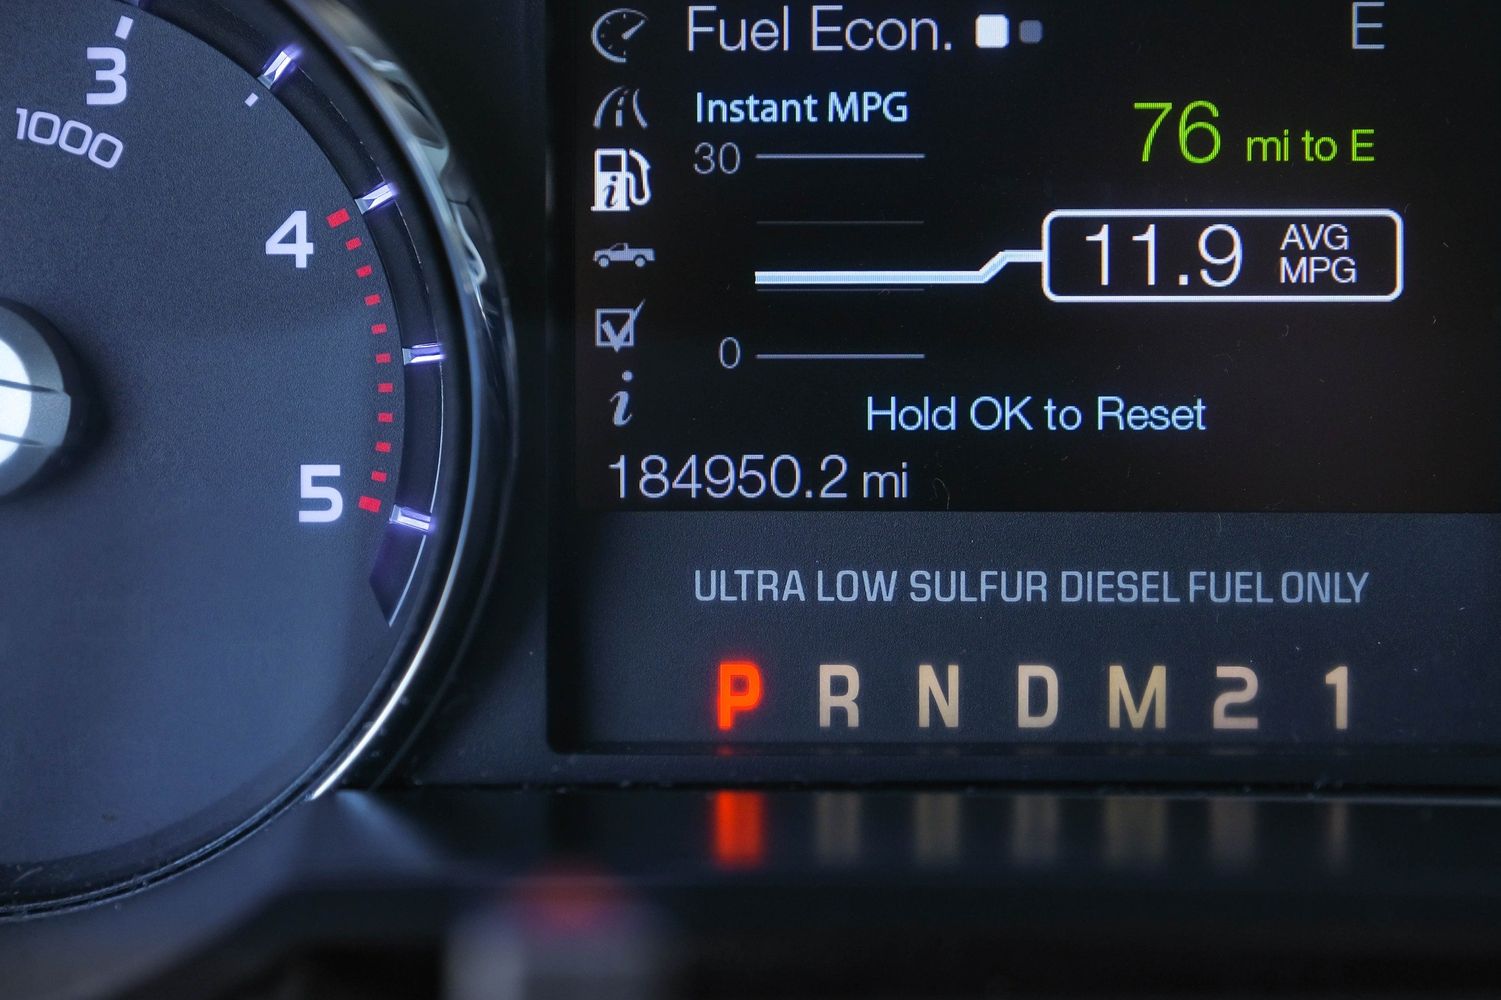 3
1000
4
5
Fuel Econ.
E
Instant MPG
30
76 mi to E
11.9 AVG
MPG
0
Hold OK to Reset
184950.2 mi
ULTRA LOW SULFUR DIESEL FUEL ONLY
P R N D M 2 1